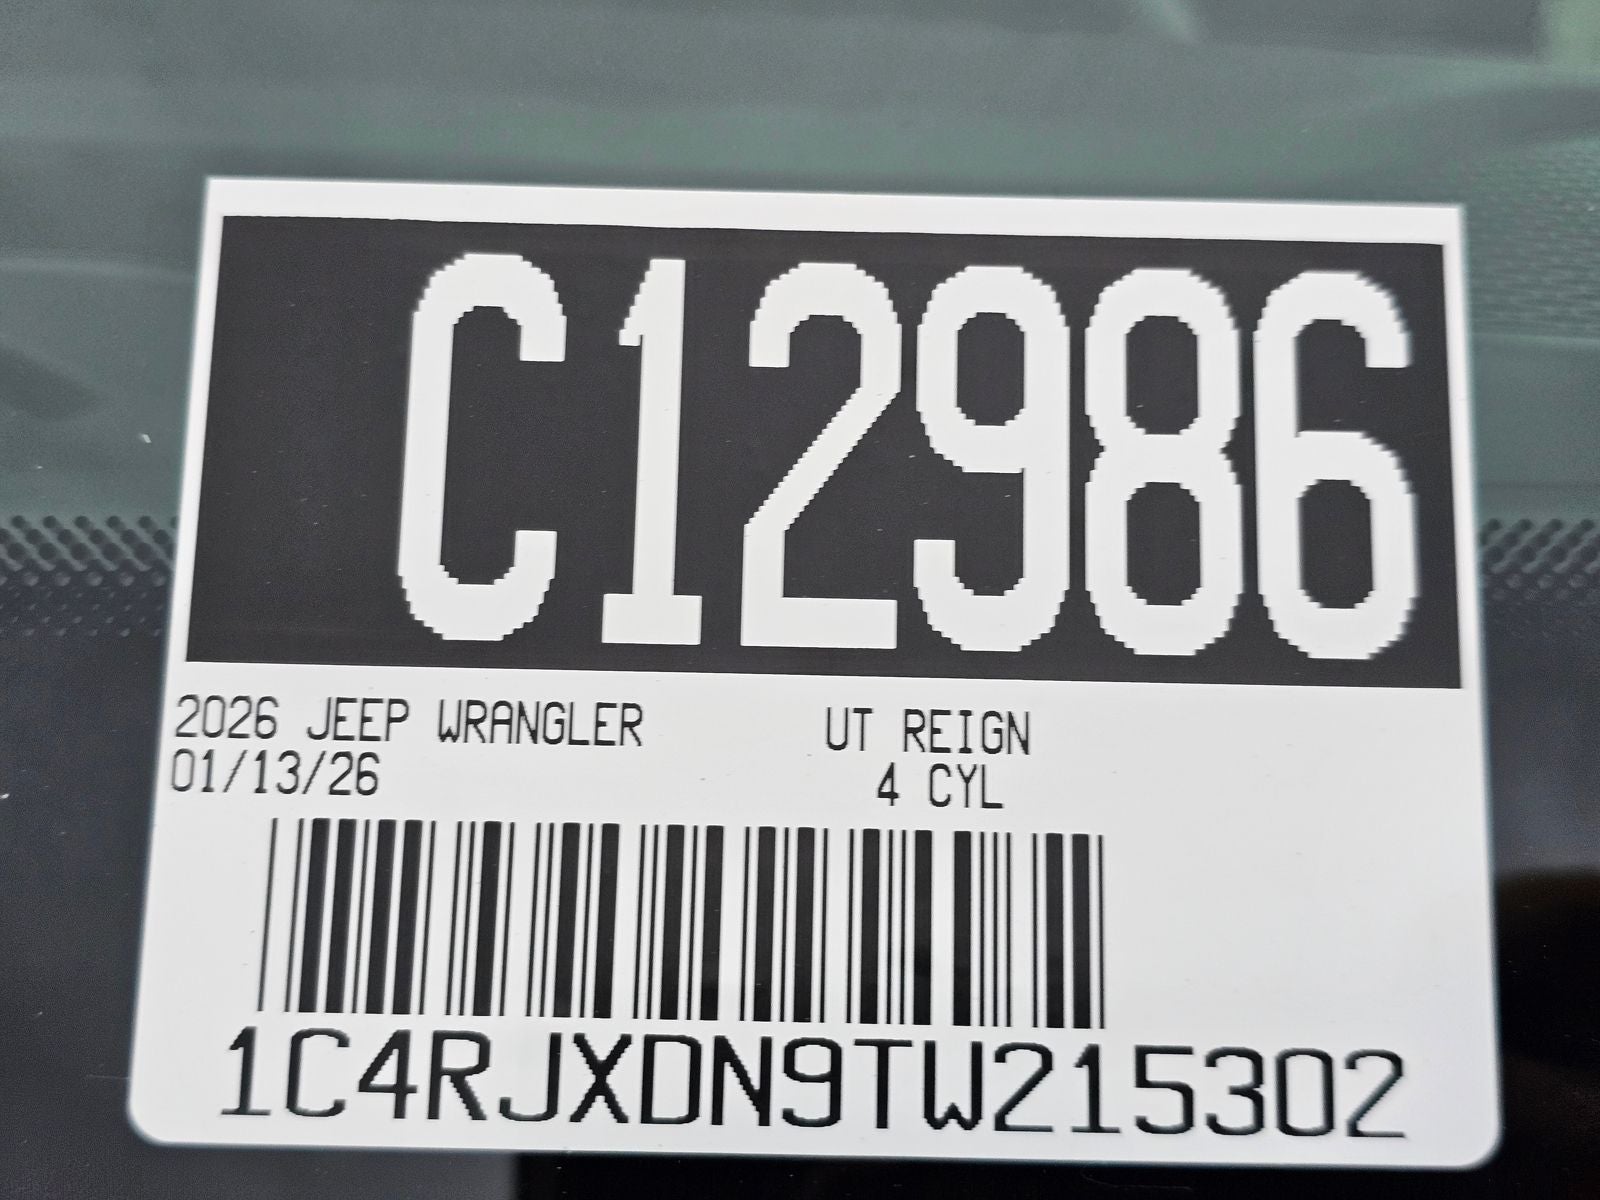 C12986
2026 JEEP WRANGLER UT REIGN
01/13/26 4 CYL
1C4RJXDN9TW215302